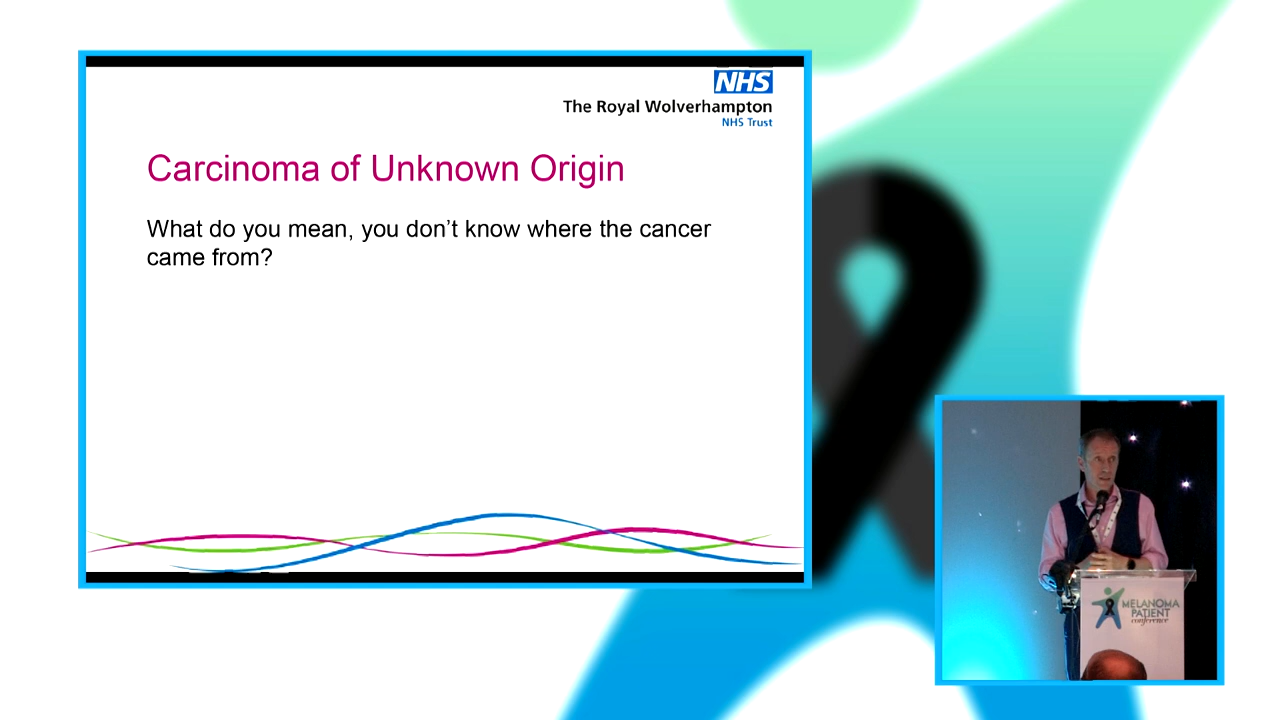 NHS
The Royal Wolverhampton
NHS Trust
Carcinoma of Unknown Origin
What do you mean, you don’t know where the cancer
came from?
MELANOMA
PATIENT
conference